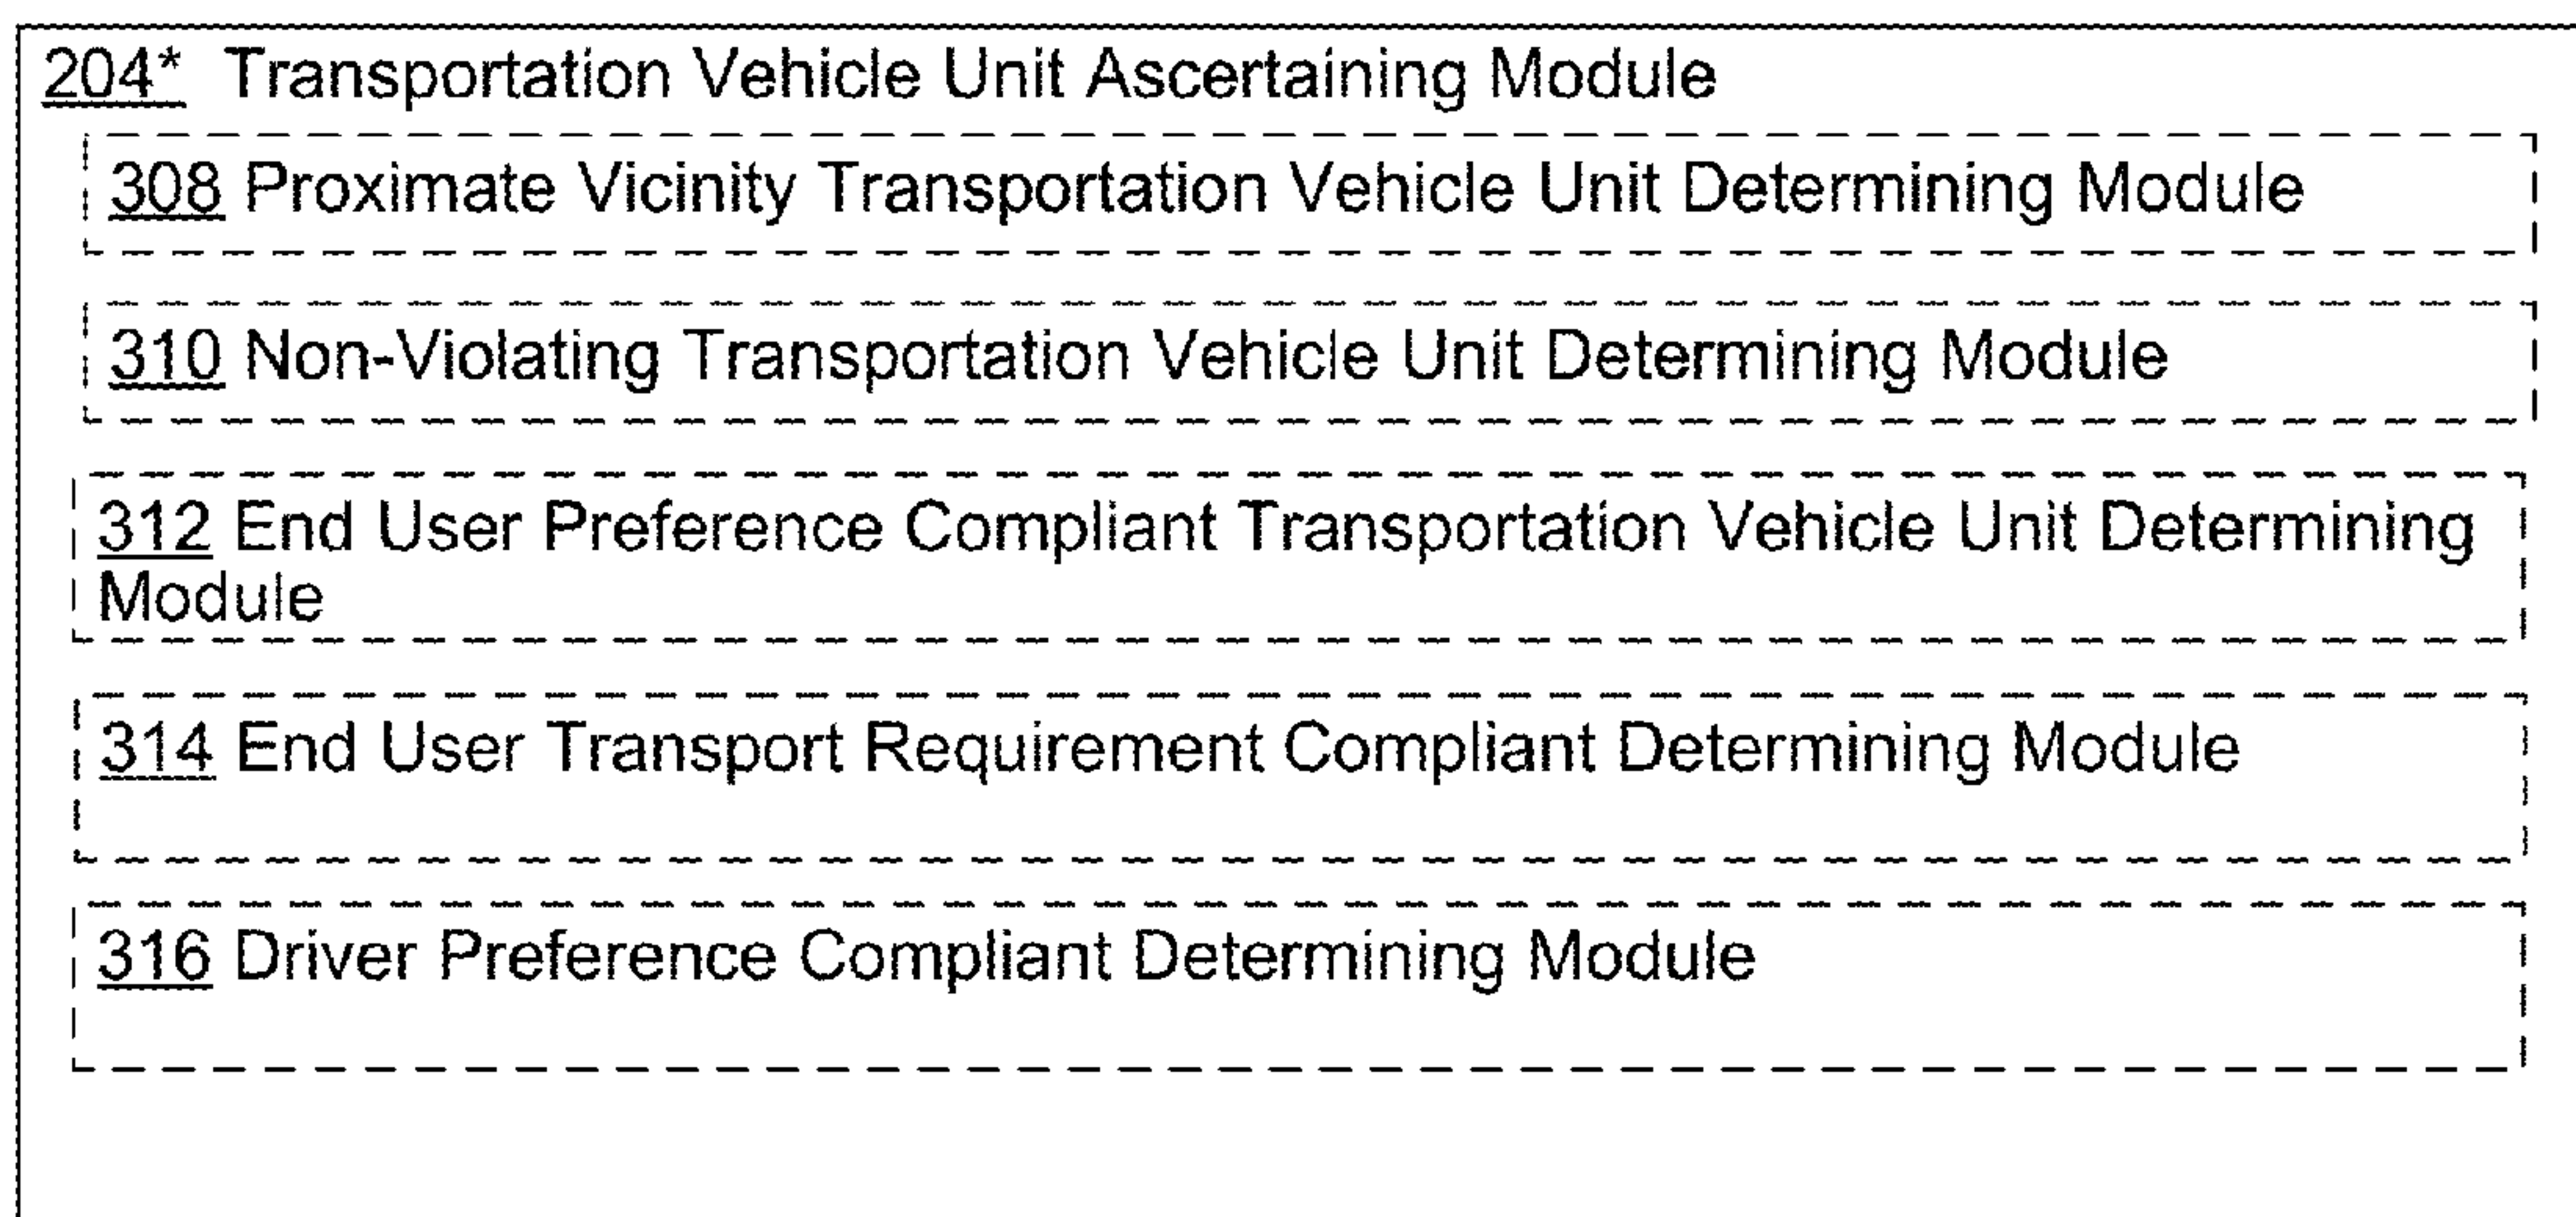 204* Transportation Vehicle Unit Ascertaining Module
308 Proximate Vicinity Transportation Vehicle Unit Determining Module
310 Non-Violating Transportation Vehicle Unit Determining Module
312 End User Preference Compliant Transportation Vehicle Unit Determining
Module
314 End User Transport Requirement Compliant Determining Module
316 Driver Preference Compliant Determining Module